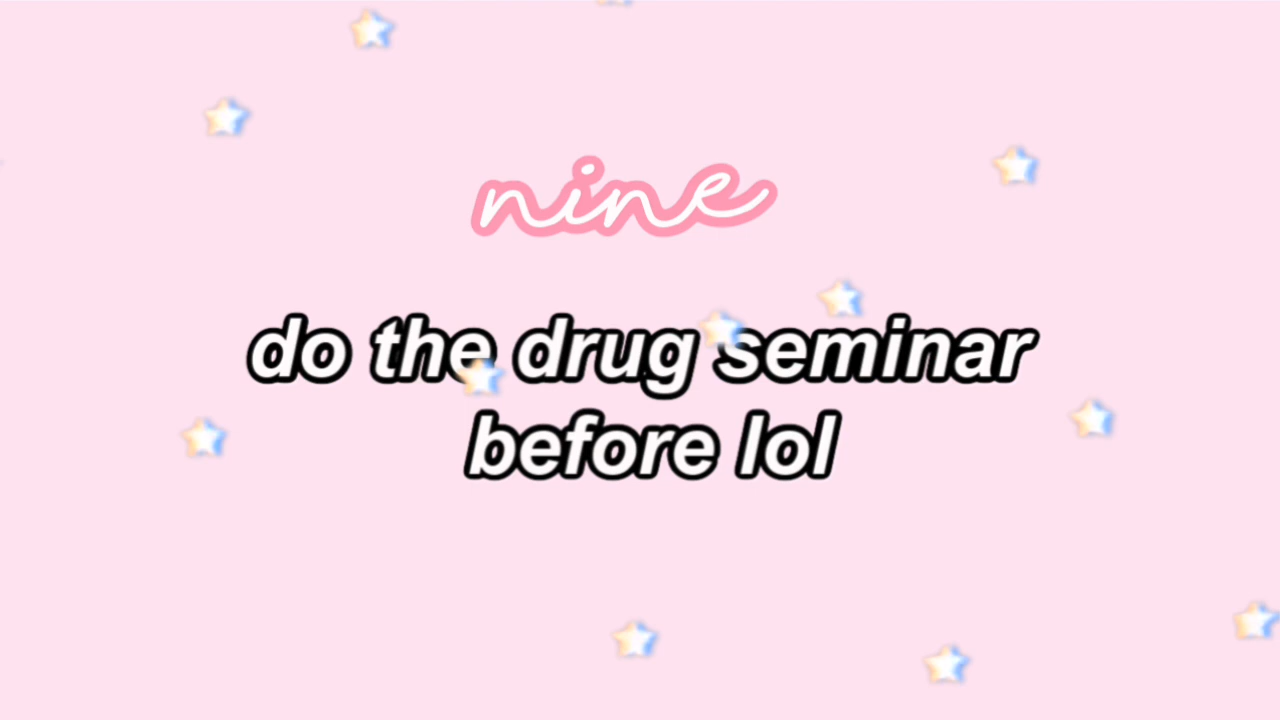 nine
do the drug seminar
before lol